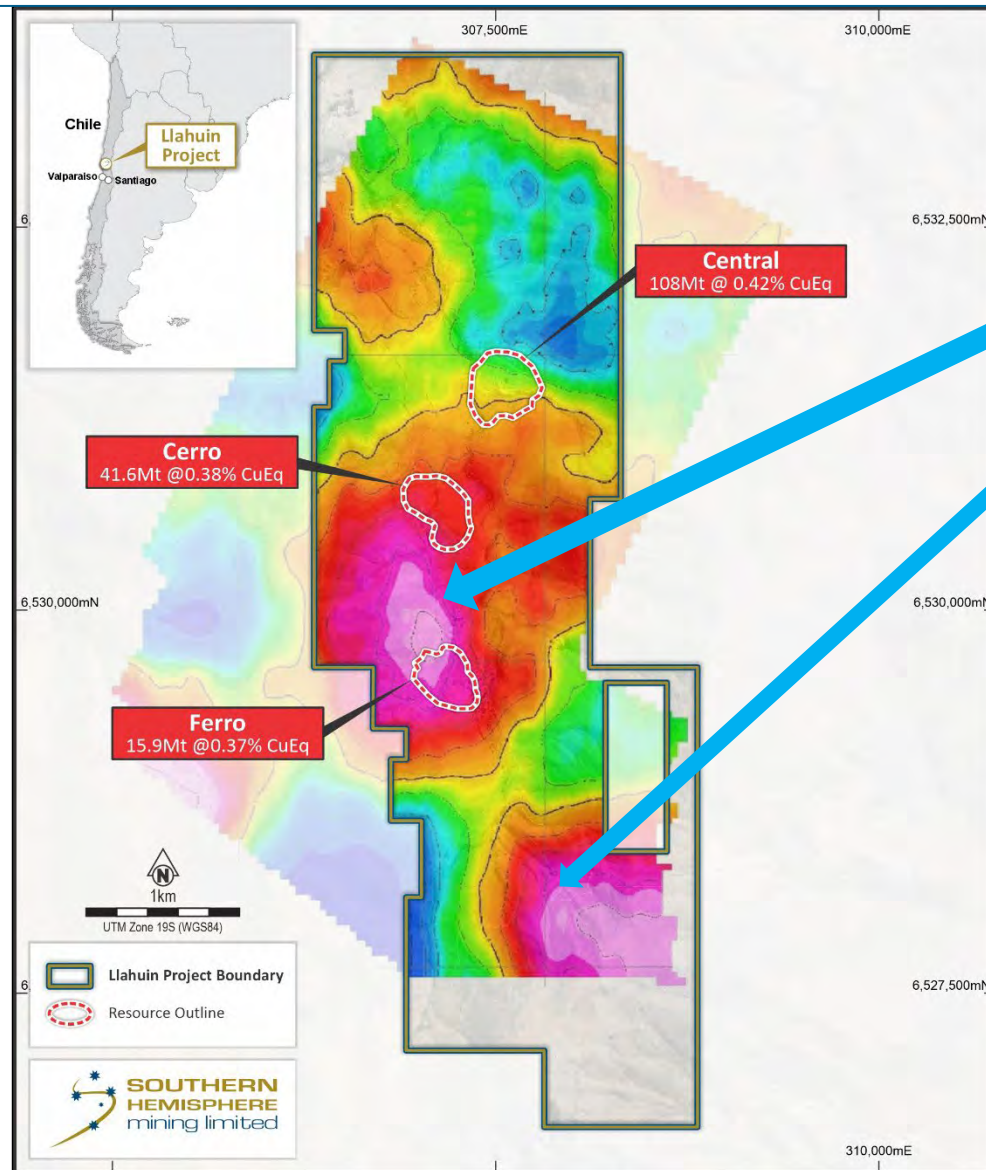 307,500mE
310,000mE
Chile
Llahuin
Project
Valparaiso
Santiago
6,
6,532,500mN
Central
108Mt @ 0.42% CuEq
Cerro
41.6Mt @0.38% CuEq
6,530,000mN
6,530,000mN
Ferro
15.9Mt @0.37% CuEq
N
1km
UTM Zone 19S (WGS84)
Llahuin Project Boundary
Resource Outline
6,
6,527,500mN
SOUTHERN
HEMISPHERE
mining limited
310,000mE